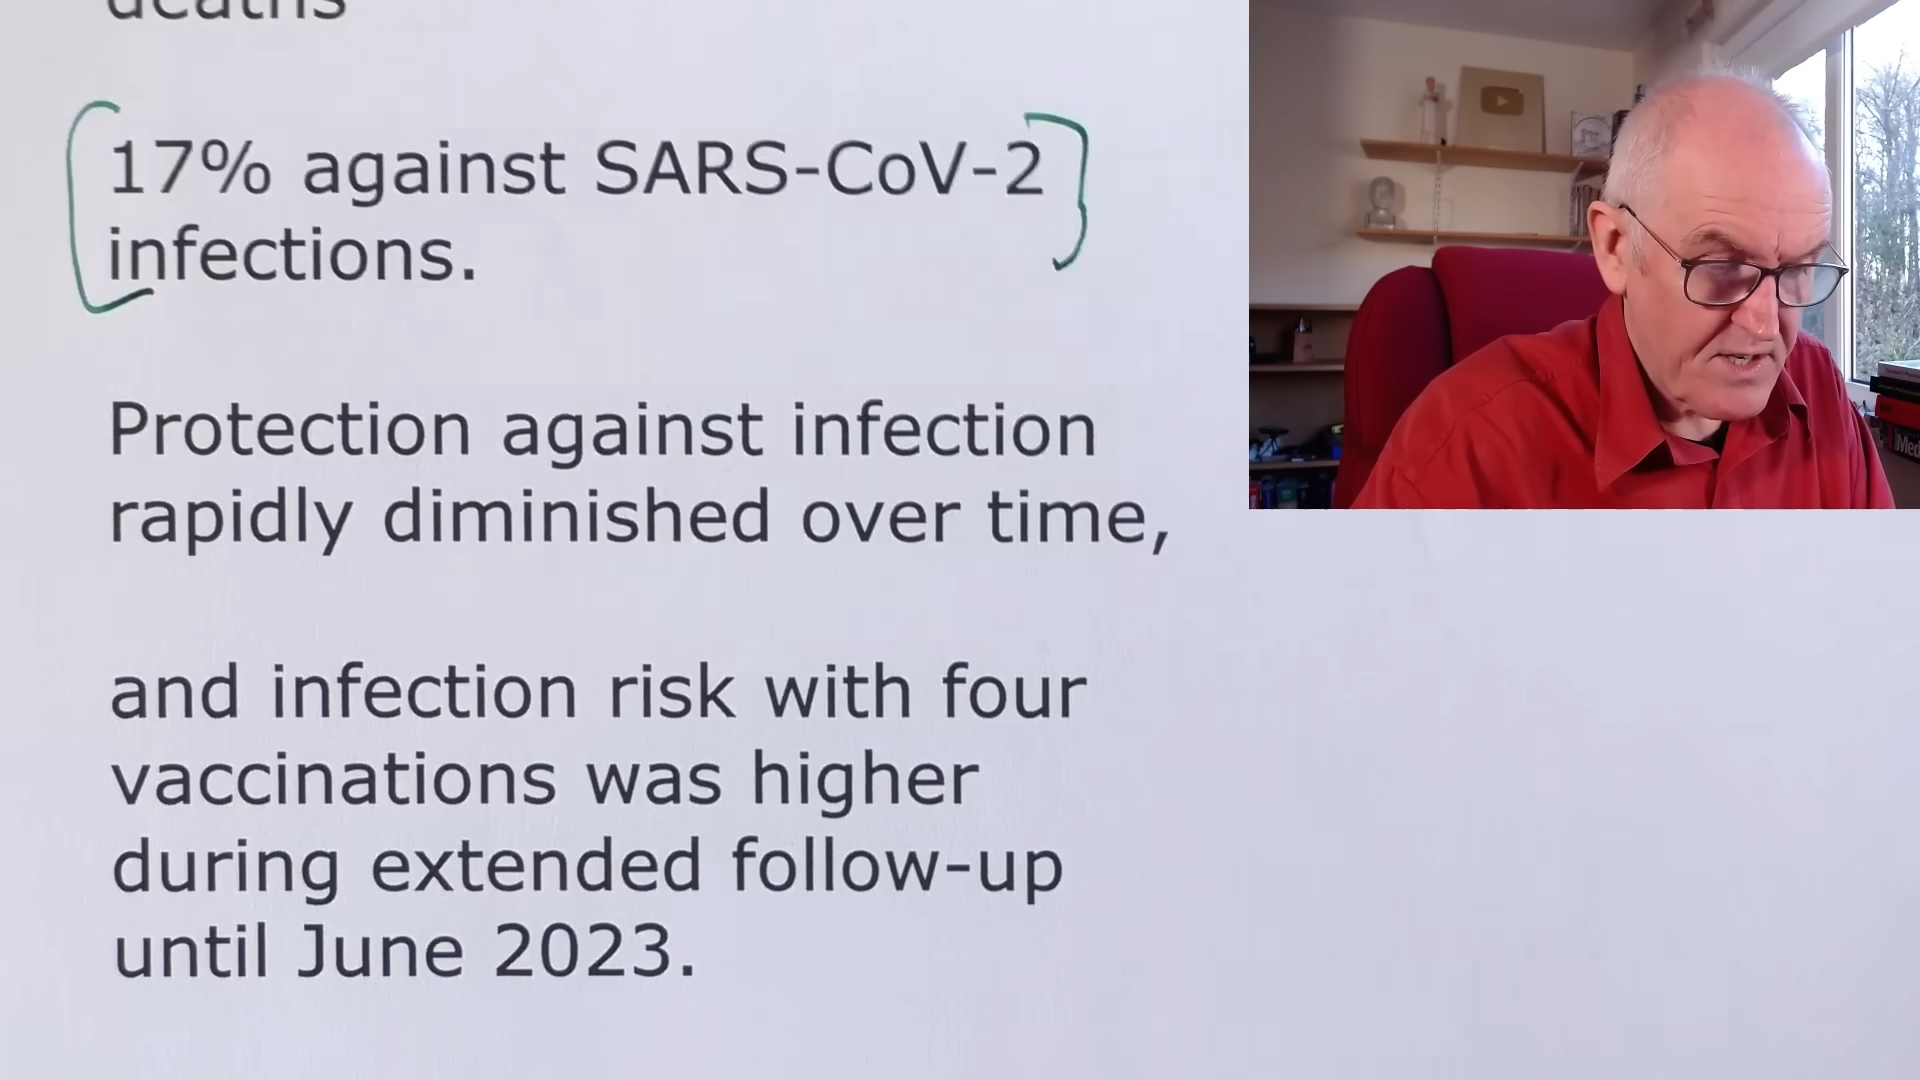 deaths
17% against SARS-CoV-2
infections.
Protection against infection
rapidly diminished over time,
and infection risk with four
vaccinations was higher
during extended follow-up
until June 2023.